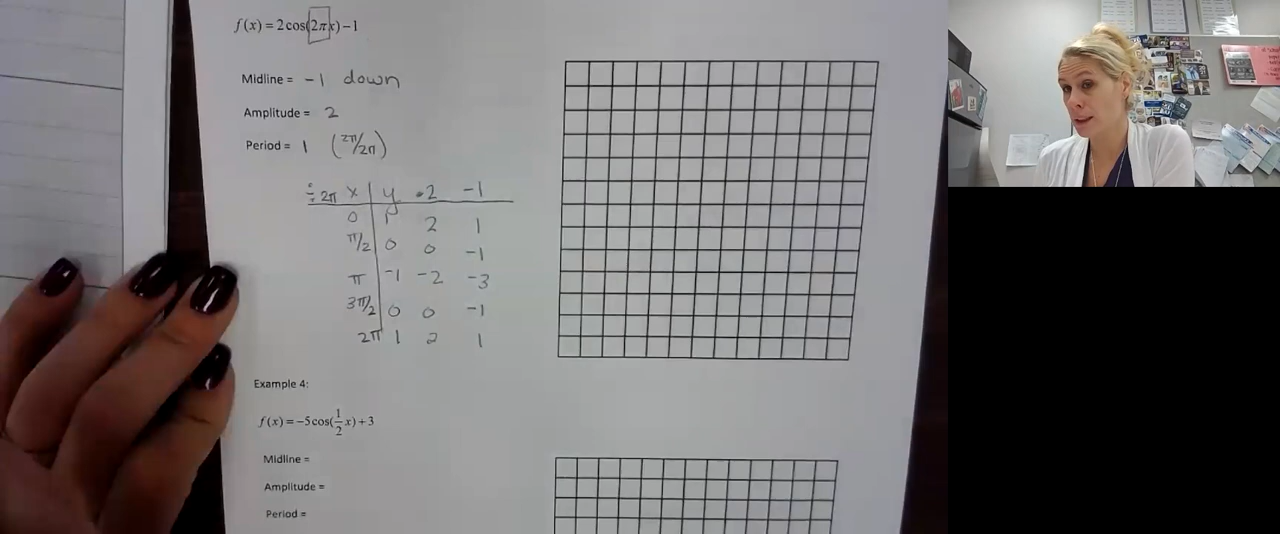 f(x) = 2cos(2πx) − 1
Midline = -1 down
Amplitude = 2
Period = 1 (2π/2π)
÷2π x y •2 -1
0 1 2 1
π/2 0 0 -1
π -1 -2 -3
3π/2 0 0 -1
2π 1 2 1
Example 4:
f(x) = −5cos(1/2 x) + 3
Midline =
Amplitude =
Period =